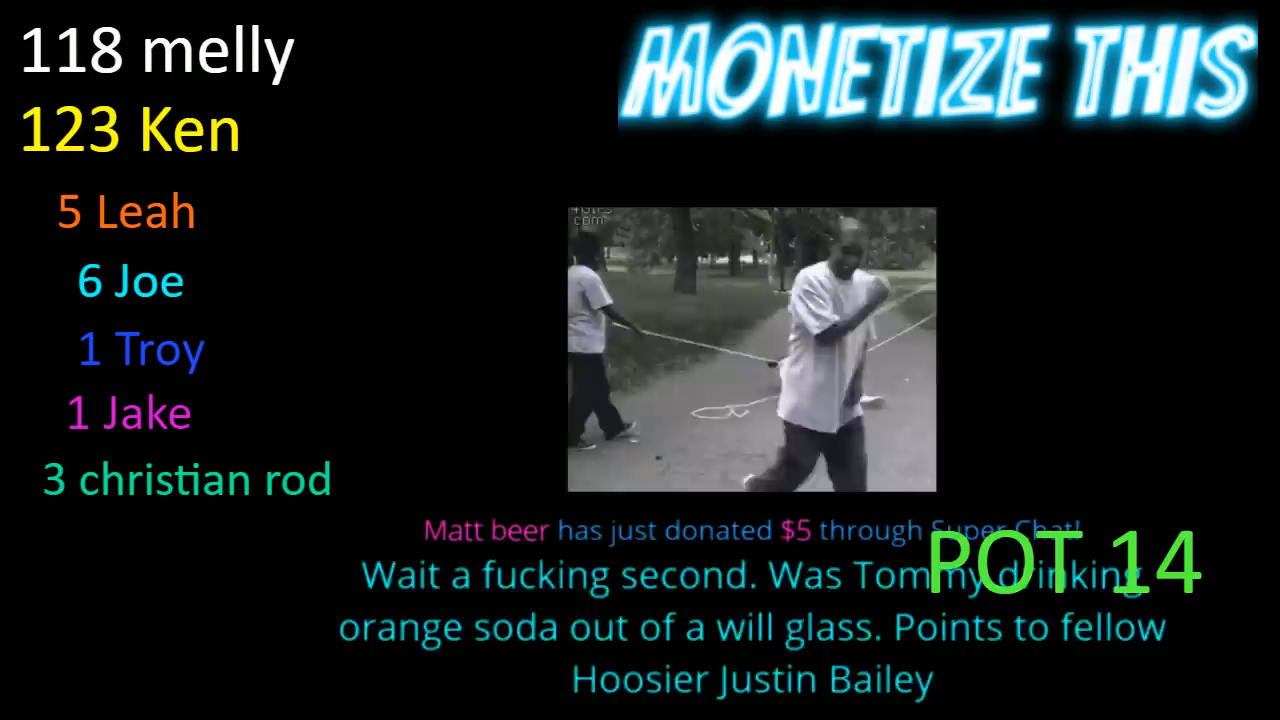 118 melly
MONETIZE THIS
123 Ken
5 Leah
6 Joe
1 Troy
1 Jake
3 christian rod
4GIFs
com
Matt beer has just donated $5 through Super Chat!
POT 14
Wait a fucking second. Was Tommy drinking
orange soda out of a will glass. Points to fellow
Hoosier Justin Bailey